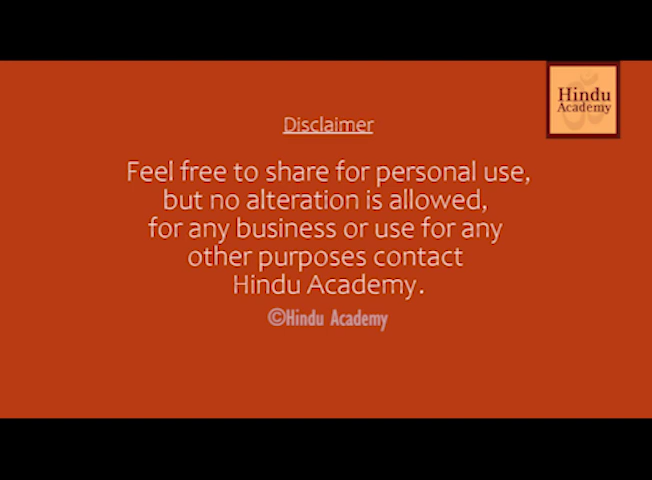 Hindu
Academy
Disclaimer
Feel free to share for personal use,
but no alteration is allowed,
for any business or use for any
other purposes contact
Hindu Academy.
©Hindu Academy